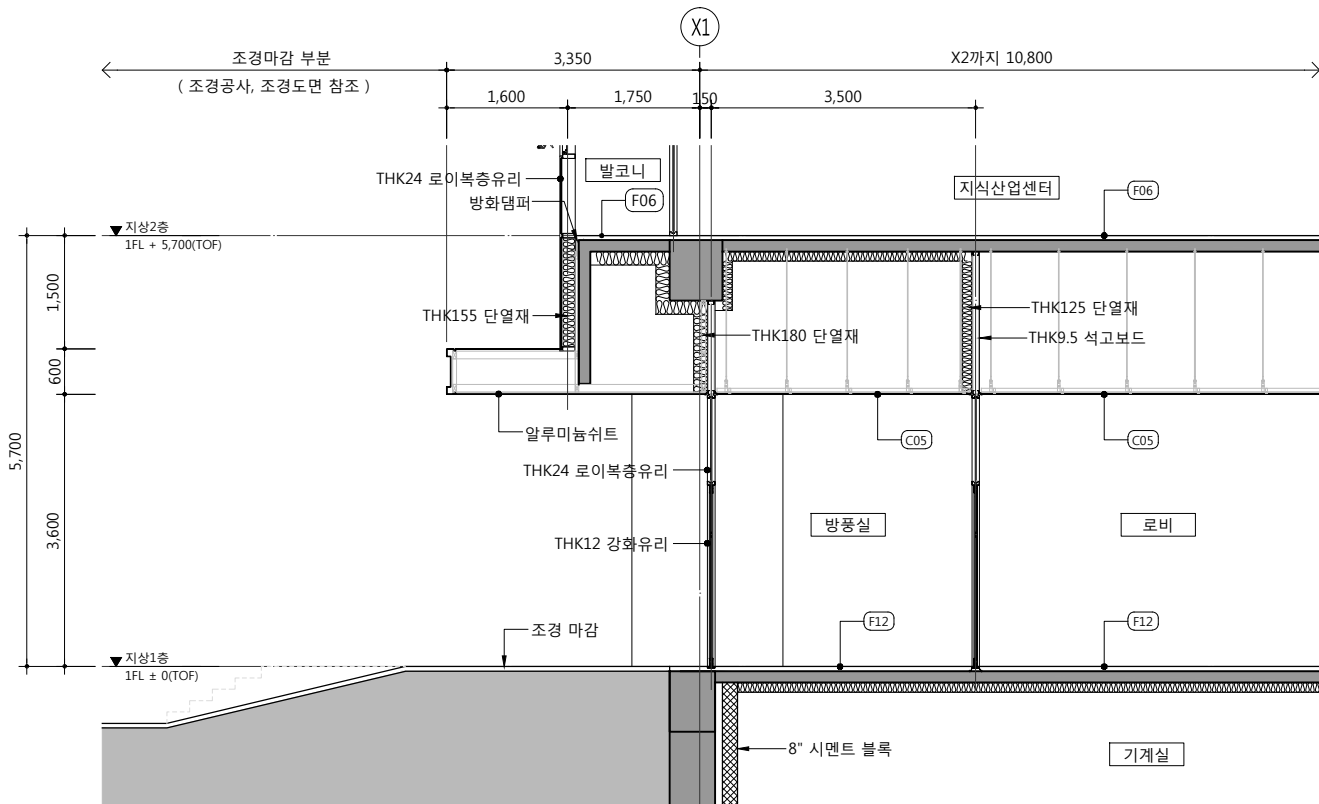 X1
조경마감 부분
3,350
X2까지 10,800
( 조경공사, 조경도면 참조 )
1,600
1,750
150
3,500
THK24 로이복층유리
발코니
방화댐퍼
F06
지식산업센터
F06
지상2층
1FL + 5,700(TOF)
1,500
THK155 단열재
THK180 단열재
THK125 단열재
THK9.5 석고보드
600
알루미늄쉬트
C05
C05
5,700
THK24 로이복층유리
3,600
방풍실
로비
THK12 강화유리
조경 마감
F12
F12
지상1층
1FL ± 0(TOF)
8" 시멘트 블록
기계실